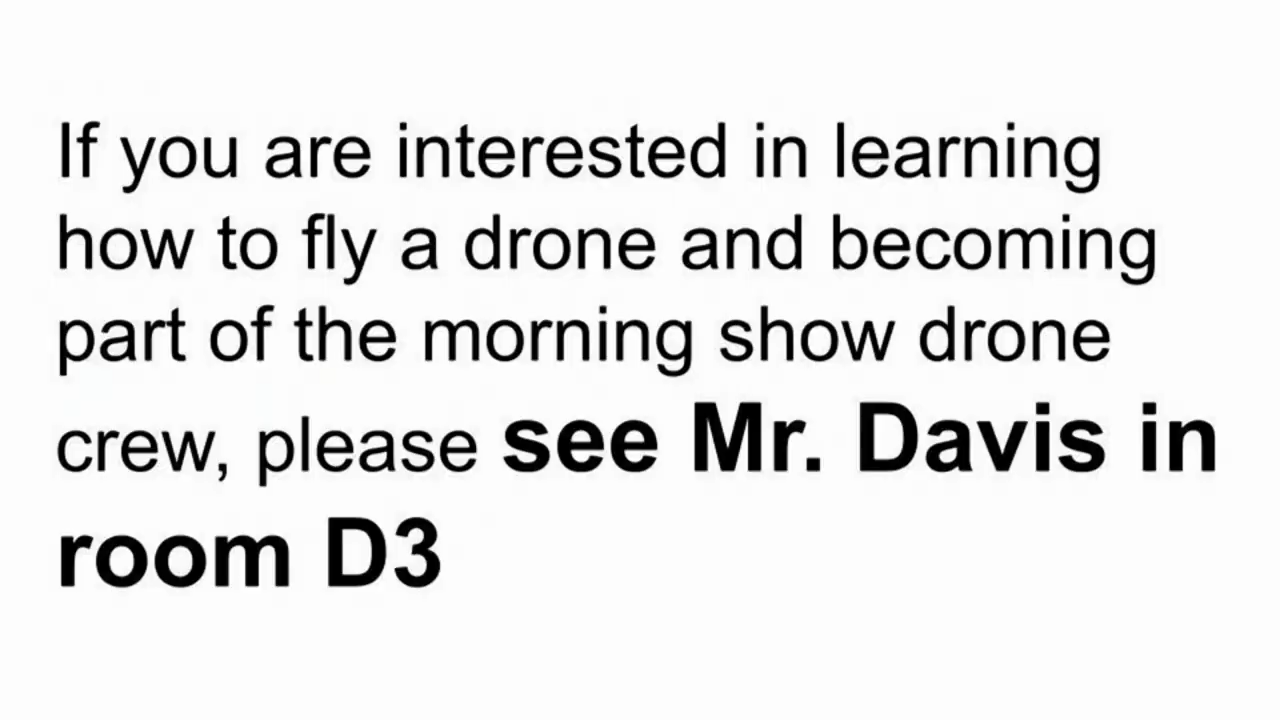 If you are interested in learning
how to fly a drone and becoming
part of the morning show drone
crew, please see Mr. Davis in
room D3